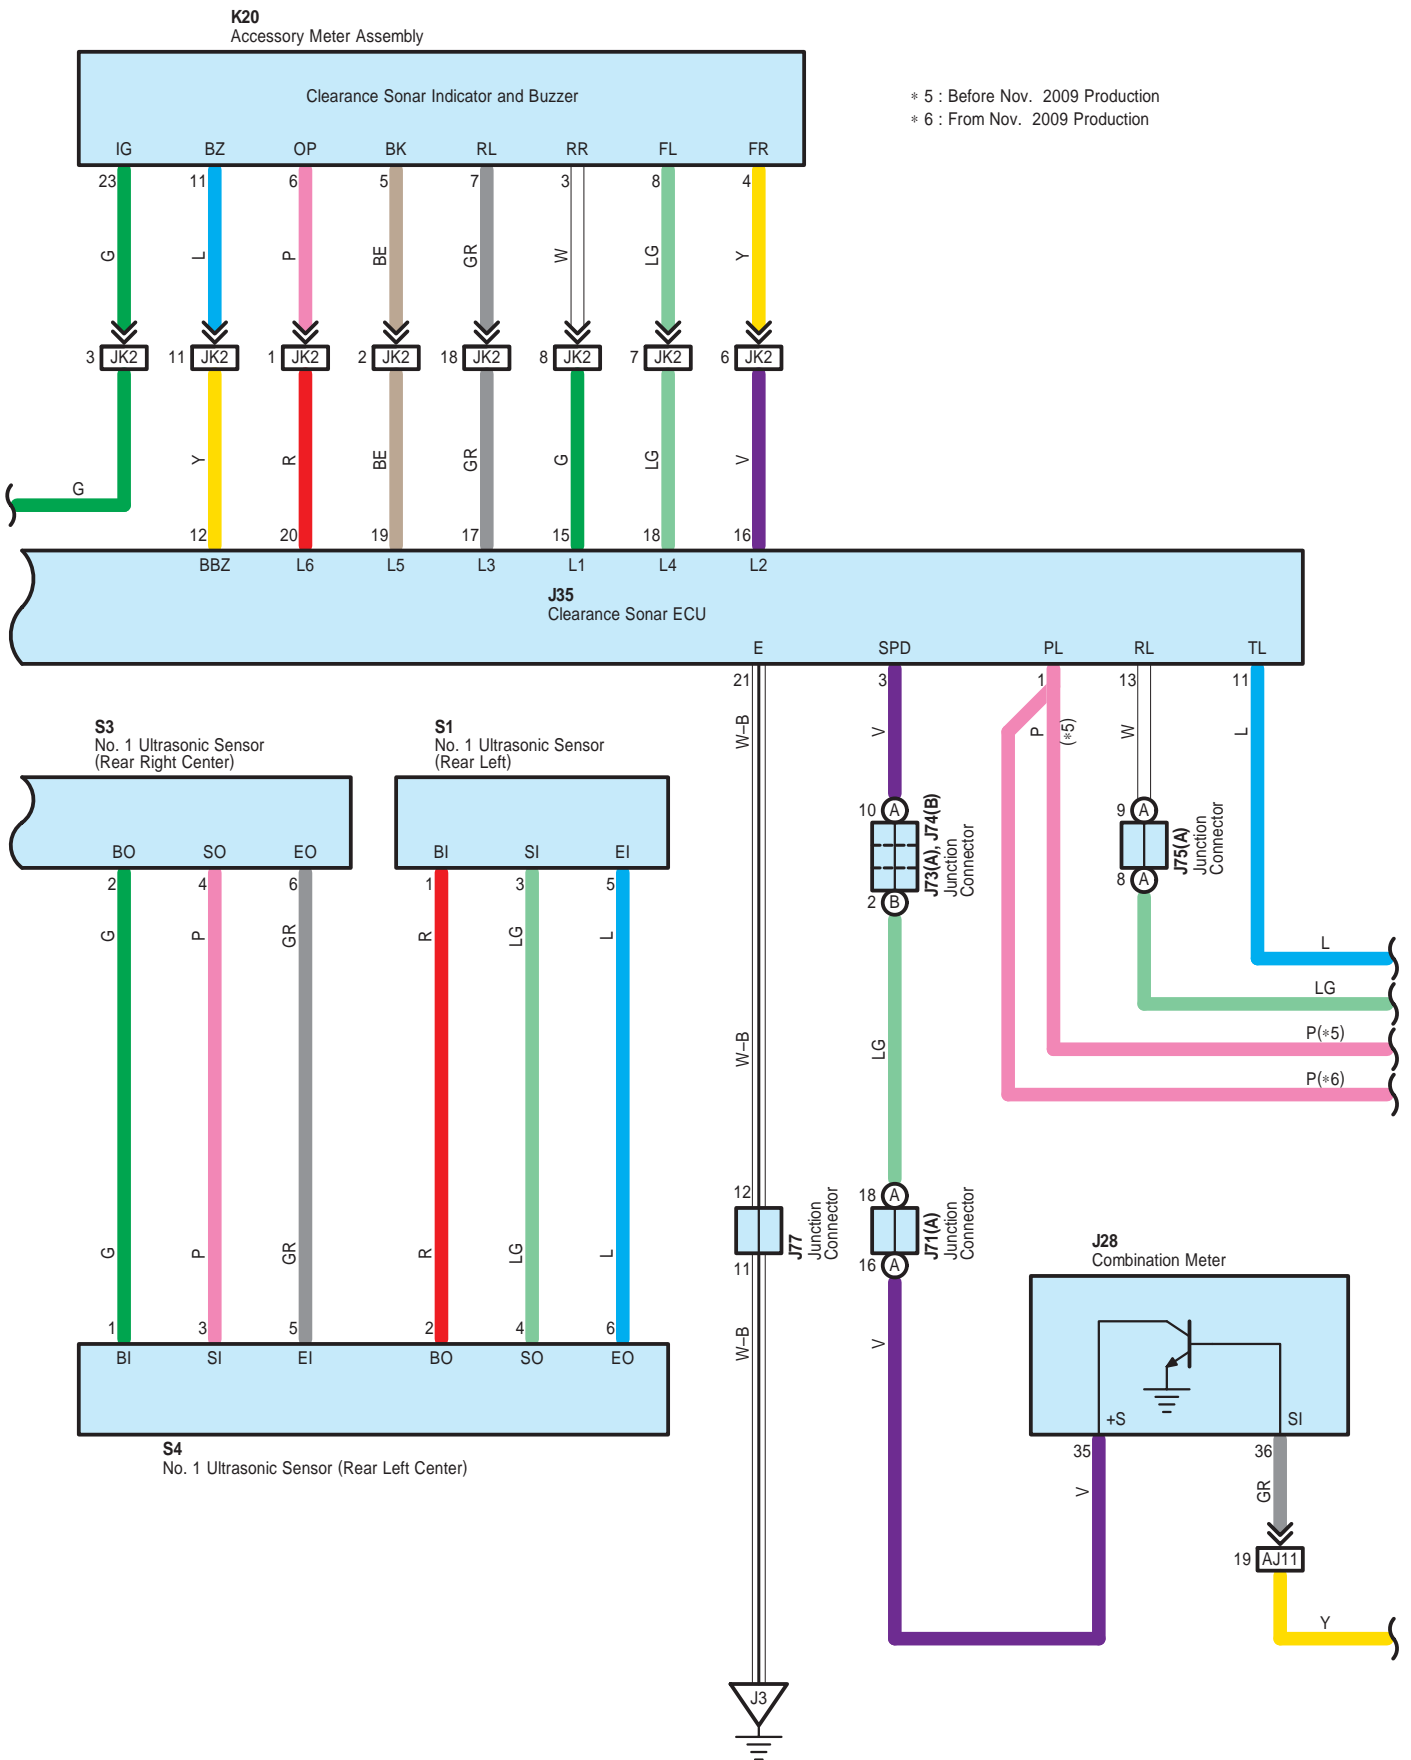 K20
Accessory Meter Assembly
Clearance Sonar Indicator and Buzzer
∗ 5 : Before Nov. 2009 Production
∗ 6 : From Nov. 2009 Production
IG BZ OP BK RL RR FL FR
23 11 6 5 7 3 8 4
G L P BE GR W LG Y
3 JK2 11 JK2 1 JK2 2 JK2 18 JK2 8 JK2 7 JK2 6 JK2
G Y R BE GR G LG V
12 20 19 17 15 18 16
BBZ L6 L5 L3 L1 L4 L2
J35
Clearance Sonar ECU
E SPD PL RL TL
21 3 1 13 11
W–B V P (∗5) W L
S3
No. 1 Ultrasonic Sensor
(Rear Right Center)
S1
No. 1 Ultrasonic Sensor
(Rear Left)
BO SO EO BI SI EI
2 4 6 1 3 5
G P GR R LG L
10 A
J73(A), J74(B)
Junction
Connector
2 B
9 A
J75(A)
Junction
Connector
8 A
L
LG
P(∗5)
P(∗6)
W–B LG
12
J77
Junction
Connector
11
18 A
J71(A)
Junction
Connector
16 A
G P GR R LG L
1 3 5 2 4 6
BI SI EI BO SO EO
S4
No. 1 Ultrasonic Sensor (Rear Left Center)
W–B V
J28
Combination Meter
+S SI
35 36
V GR
19 AJ11
Y
J3